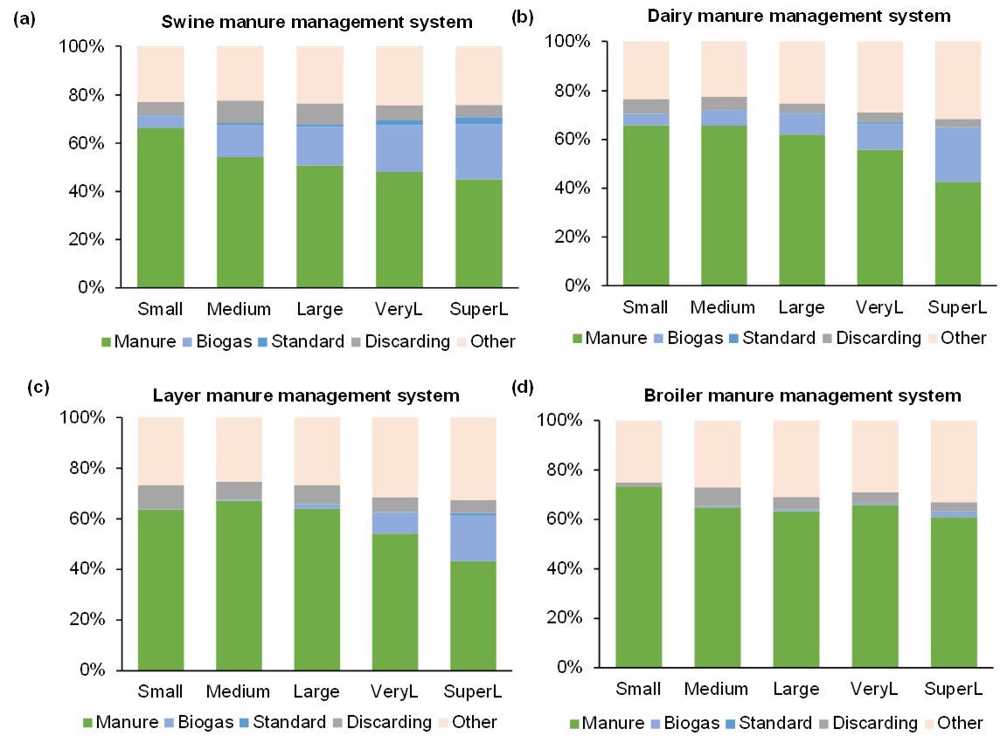 (a)
Swine manure management system
100%
80%
60%
40%
20%
0%
Small Medium Large VeryL SuperL
Manure Biogas Standard Discarding Other
(b)
Dairy manure management system
100%
80%
60%
40%
20%
0%
Small Medium Large VeryL SuperL
Manure Biogas Standard Discarding Other
(c)
Layer manure management system
100%
80%
60%
40%
20%
0%
Small Medium Large VeryL SuperL
Manure Biogas Standard Discarding Other
(d)
Broiler manure management system
100%
80%
60%
40%
20%
0%
Small Medium Large VeryL SuperL
Manure Biogas Standard Discarding Other